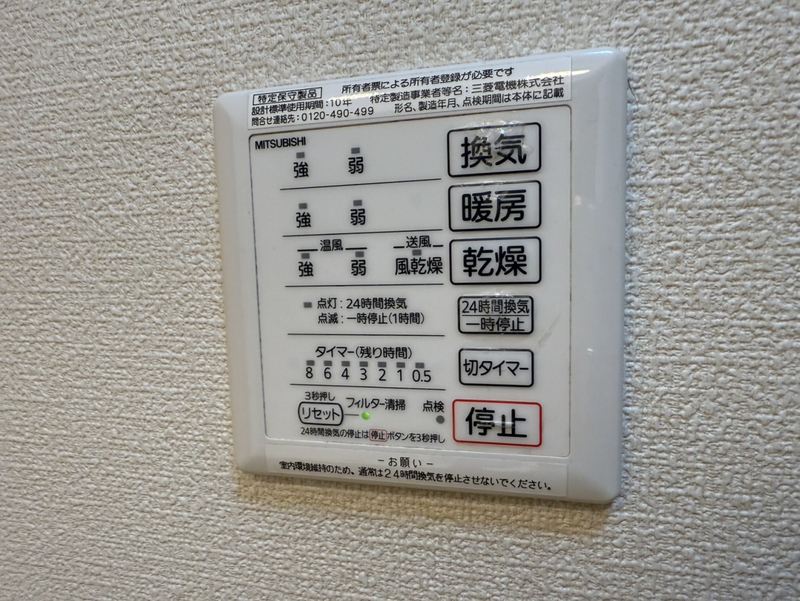 特定保守製品 所有者票による所有者登録が必要です
設計標準使用期間:10年 特定製造事業者等名:三菱電機株式会社
問合せ連絡先:0120-490-499 形名、製造年月、点検期間は本体に記載
MITSUBISHI
強 弱 換気
強 弱 暖房
温風 送風
強 弱 風乾燥 乾燥
点灯:24時間換気 24時間換気
点滅:一時停止(1時間) 一時停止
タイマー(残り時間)
8 6 4 3 2 1 0.5 切タイマー
3秒押し
リセット フィルター清掃 点検 停止
24時間換気の停止は停止ボタンを3秒押し
-お願い-
室内環境維持のため、通常は24時間換気を停止させないでください。